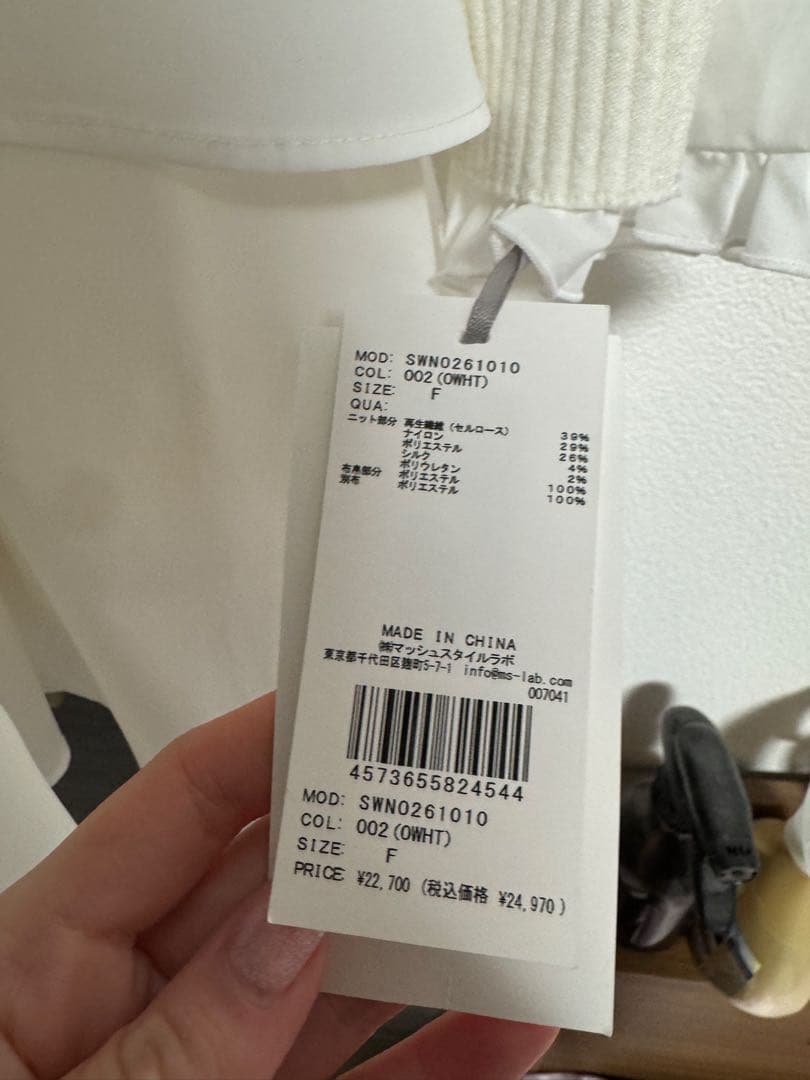 MOD: SWN0261010
COL: 002(OWHT)
SIZE: F
QUA:
ニット部分 再生繊維(セルロース) 39%
ナイロン 29%
ポリエステル 26%
シルク 4%
ポリウレタン 2%
布帛部分 ポリエステル 100%
別布 ポリエステル 100%
MADE IN CHINA
㈱マッシュスタイルラボ
東京都千代田区麹町5-7-1 info@ms-lab.com
007041
4573655824544
MOD: SWN0261010
COL: 002(OWHT)
SIZE: F
PRICE ¥22,700 (税込価格 ¥24,970)